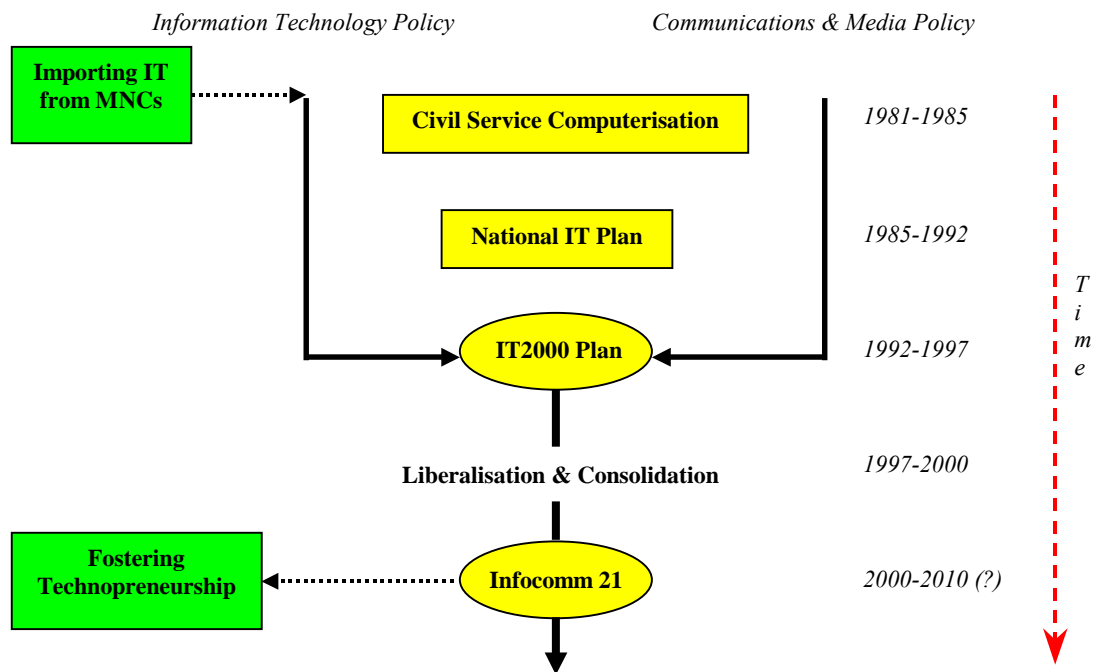 Information Technology Policy
Communications & Media Policy
Importing IT
from MNCs
Civil Service Computerisation
1981-1985
National IT Plan
1985-1992
T
i
m
e
IT2000 Plan
1992-1997
Liberalisation & Consolidation
1997-2000
Fostering
Technopreneurship
Infocomm 21
2000-2010 (?)